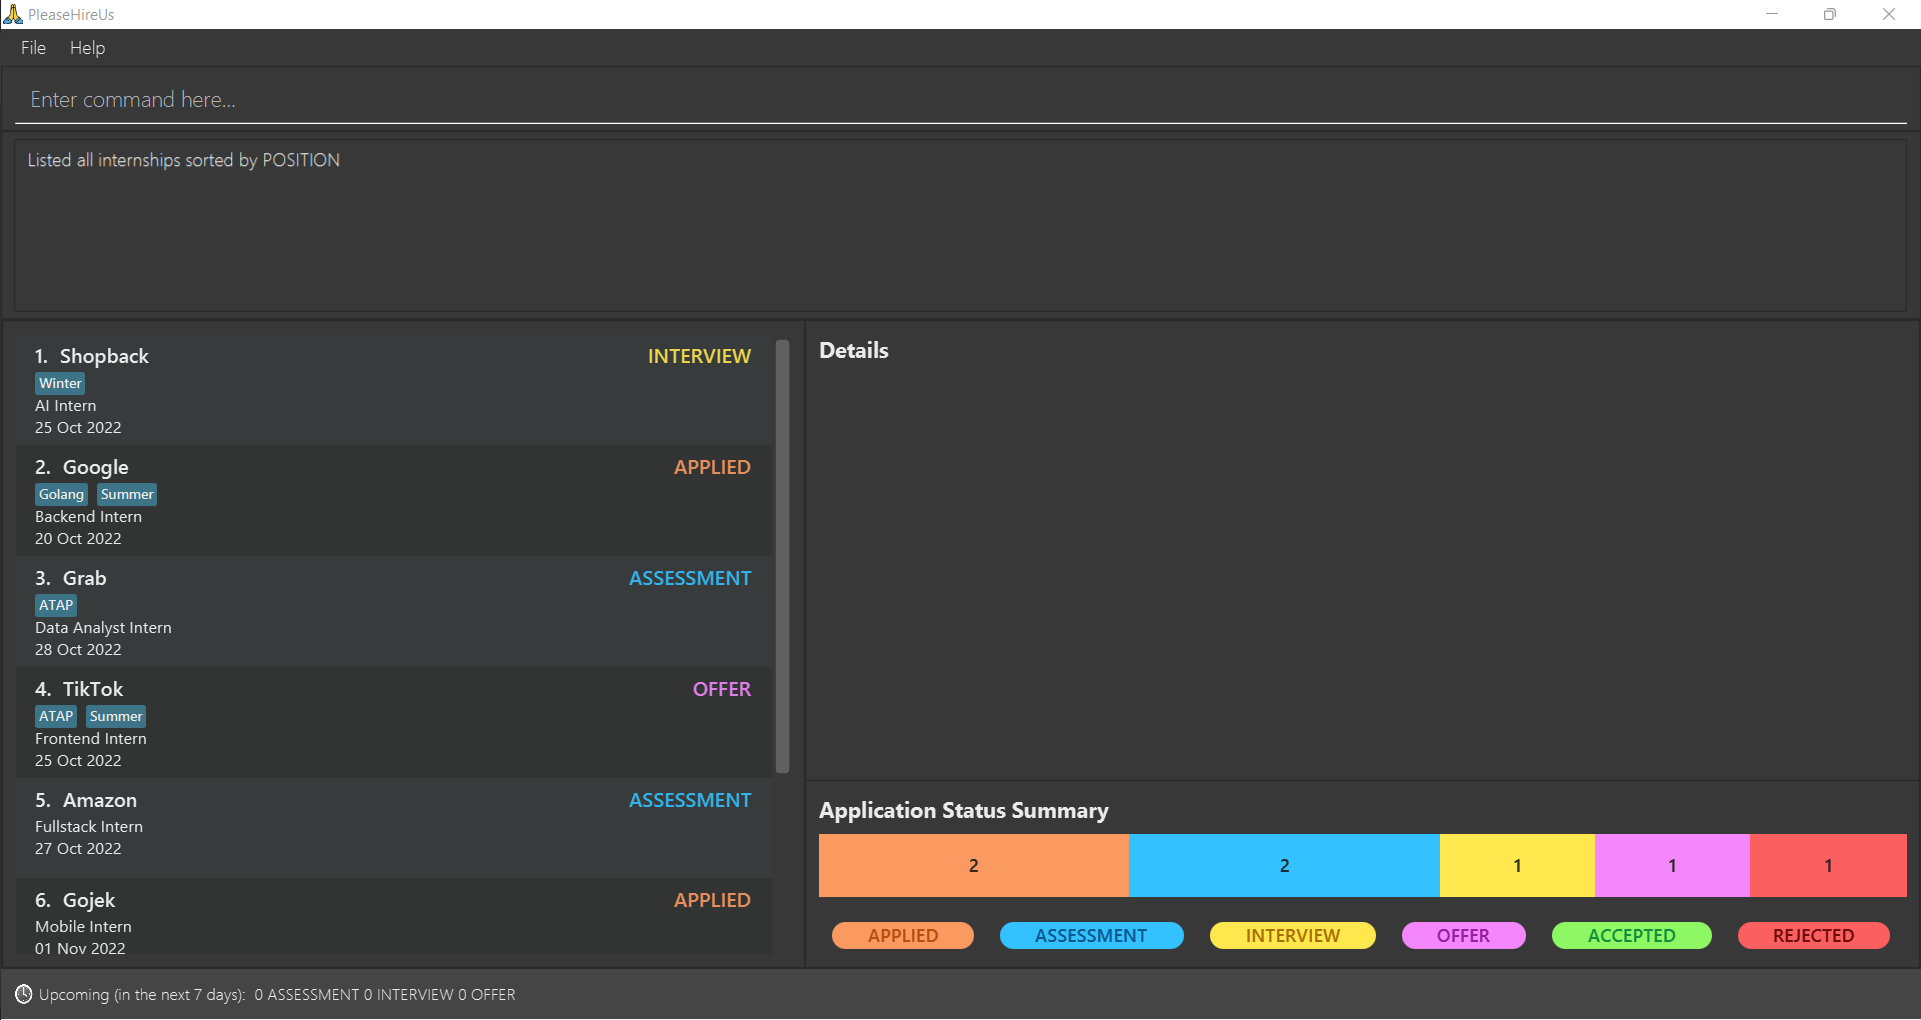 PleaseHireUs
File Help
Enter command here...
Listed all internships sorted by POSITION
1. Shopback INTERVIEW
Winter
AI Intern
25 Oct 2022
2. Google APPLIED
Golang Summer
Backend Intern
20 Oct 2022
3. Grab ASSESSMENT
ATAP
Data Analyst Intern
28 Oct 2022
4. TikTok OFFER
ATAP Summer
Frontend Intern
25 Oct 2022
5. Amazon ASSESSMENT
Fullstack Intern
27 Oct 2022
6. Gojek APPLIED
Mobile Intern
01 Nov 2022
Details
Application Status Summary
2 2 1 1 1
APPLIED ASSESSMENT INTERVIEW OFFER ACCEPTED REJECTED
Upcoming (in the next 7 days): 0 ASSESSMENT 0 INTERVIEW 0 OFFER